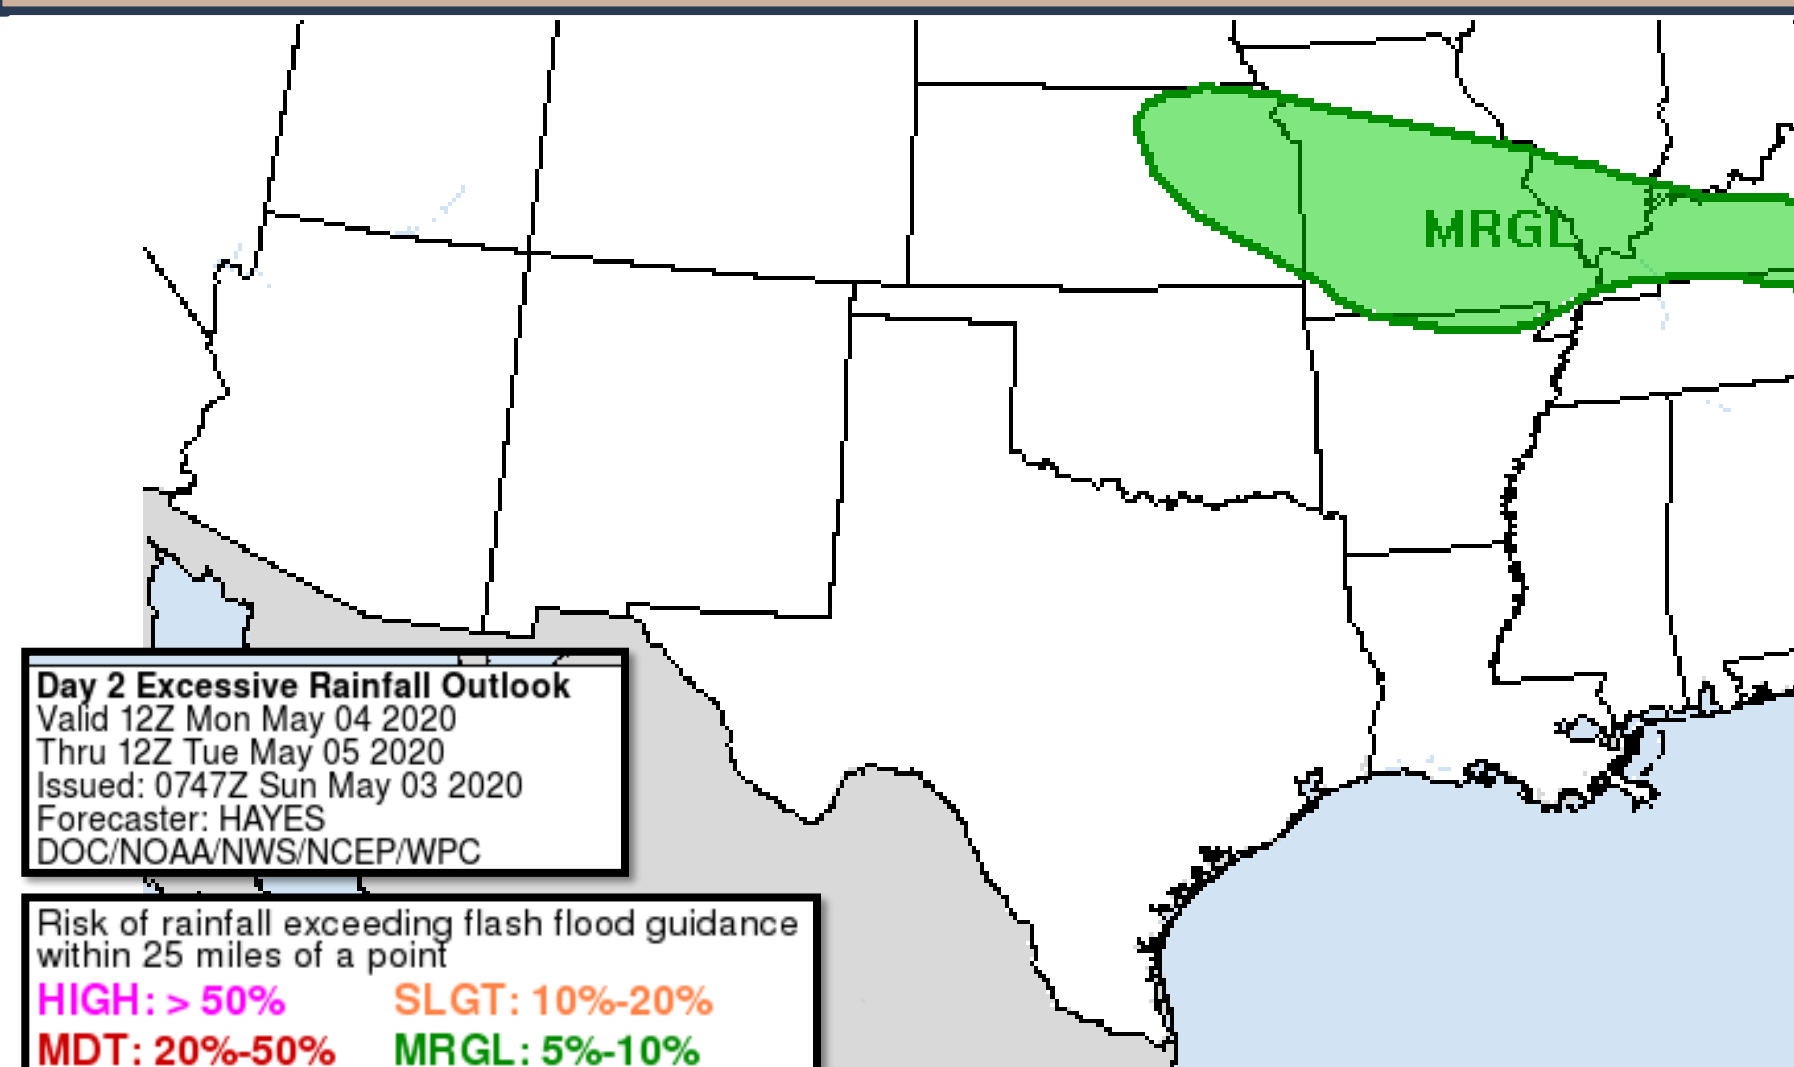 MRGL
Day 2 Excessive Rainfall Outlook
Valid 12Z Mon May 04 2020
Thru 12Z Tue May 05 2020
Issued: 0747Z Sun May 03 2020
Forecaster: HAYES
DOC/NOAA/NWS/NCEP/WPC
Risk of rainfall exceeding flash flood guidance
within 25 miles of a point
HIGH: > 50% SLGT: 10%-20%
MDT: 20%-50% MRGL: 5%-10%